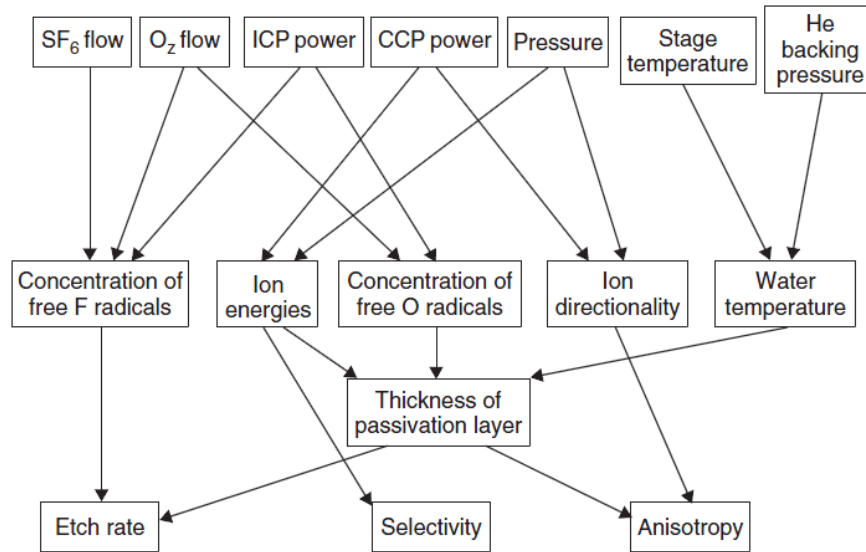 SF₆ flow
O_z flow
ICP power
CCP power
Pressure
Stage
temperature
He
backing
pressure
Concentration of
free F radicals
Ion
energies
Concentration of
free O radicals
Ion
directionality
Water
temperature
Thickness of
passivation layer
Etch rate
Selectivity
Anisotropy